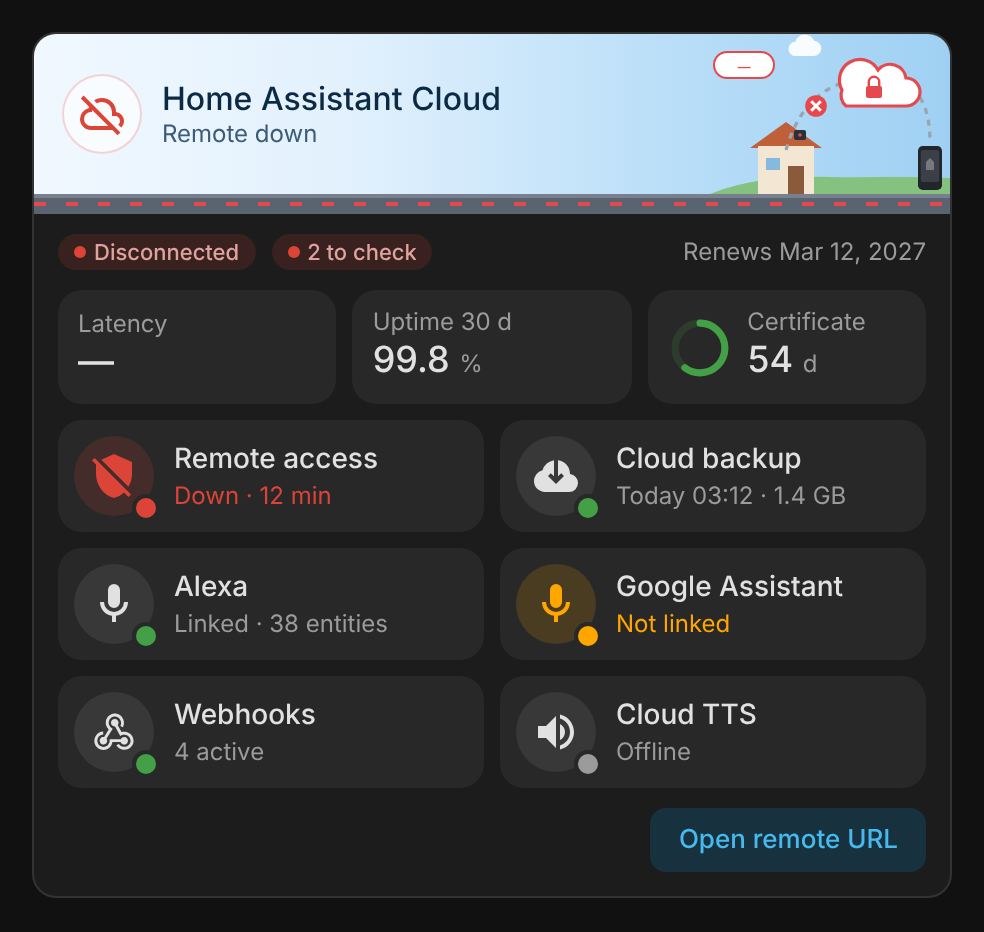 Home Assistant Cloud
Remote down
—
Disconnected
2 to check
Renews Mar 12, 2027
Latency
—
Uptime 30 d
99.8 %
Certificate
54 d
Remote access
Down · 12 min
Cloud backup
Today 03:12 · 1.4 GB
Alexa
Linked · 38 entities
Google Assistant
Not linked
Webhooks
4 active
Cloud TTS
Offline
Open remote URL